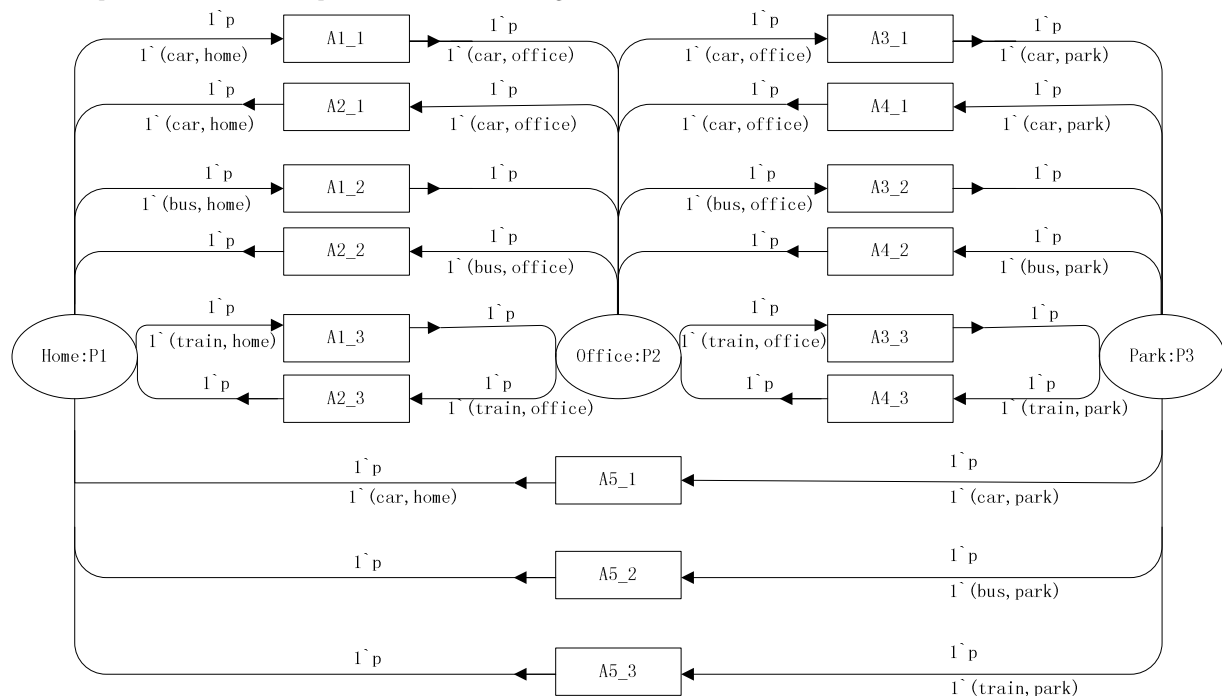 1`p
A1_1
1`p
1`p
A3_1
1`p
1`(car,home)
1`(car,office)
1`(car,office)
1`(car,park)
1`p
A2_1
1`p
1`p
A4_1
1`p
1`(car,home)
1`(car,office)
1`(car,office)
1`(car,park)
1`p
A1_2
1`p
1`p
A3_2
1`p
1`(bus,home)
1`(bus,office)
1`p
A2_2
1`p
1`p
A4_2
1`p
1`(bus,office)
1`(bus,park)
1`p
A1_3
1`p
1`p
A3_3
1`p
1`(train,home)
1`(train,office)
Home:P1
Office:P2
Park:P3
1`p
A2_3
1`p
1`p
A4_3
1`p
1`(train,office)
1`(train,park)
1`p
A5_1
1`p
1`(car,home)
1`(car,park)
1`p
A5_2
1`p
1`(bus,park)
1`p
A5_3
1`p
1`(train,park)